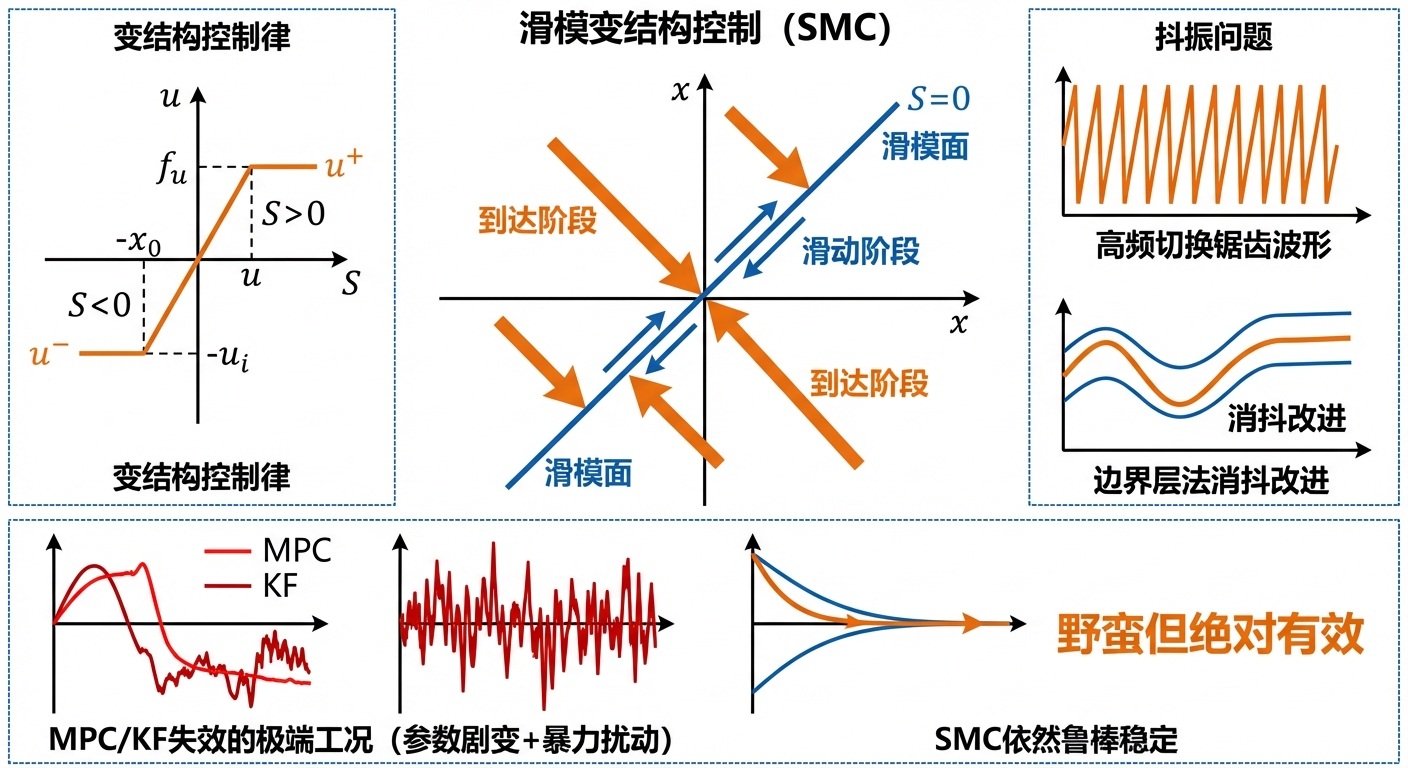 变结构控制律
u
f_u
u⁺
S>0
-x₀
u
S
S<0
u⁻
-u_i
变结构控制律
滑模变结构控制（SMC）
x
S=0
滑模面
到达阶段
滑动阶段
x
到达阶段
滑模面
抖振问题
高频切换锯齿波形
消抖改进
边界层法消抖改进
MPC
KF
MPC/KF失效的极端工况（参数剧变+暴力扰动）
野蛮但绝对有效
SMC依然鲁棒稳定